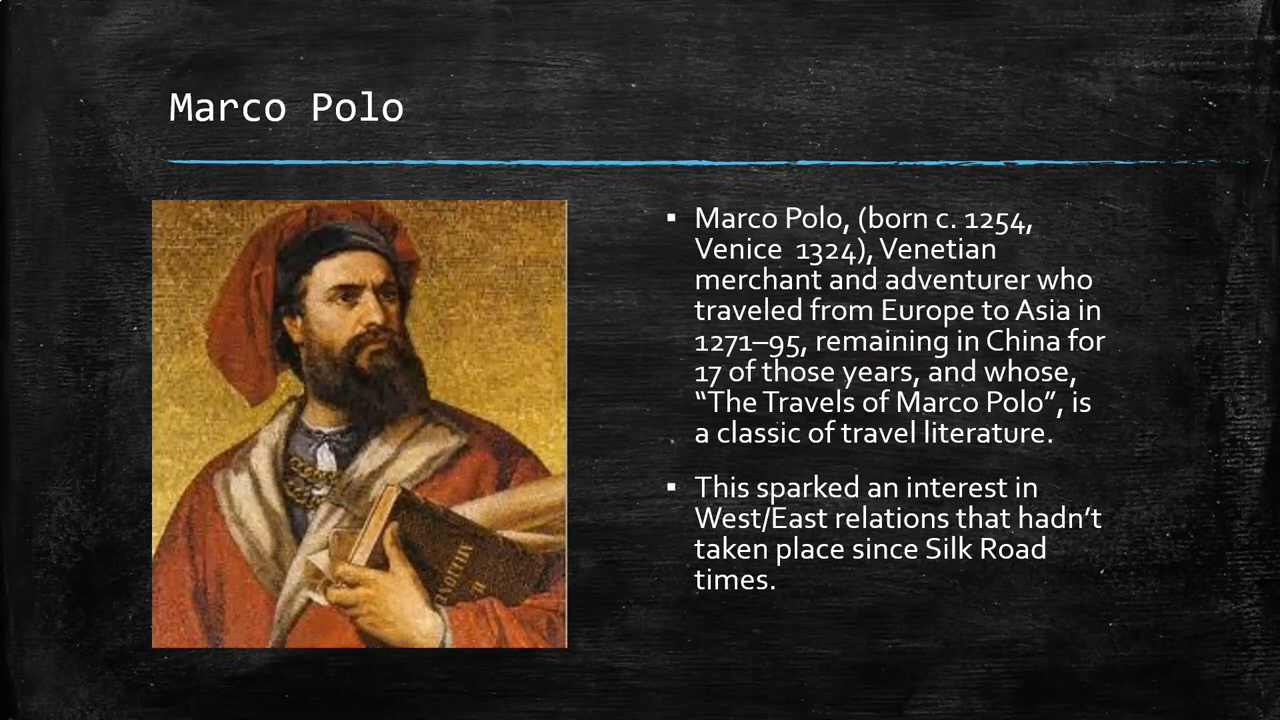 Marco Polo
▪ Marco Polo, (born c. 1254,
Venice  1324), Venetian
merchant and adventurer who
traveled from Europe to Asia in
1271–95, remaining in China for
17 of those years, and whose,
“The Travels of Marco Polo”, is
a classic of travel literature.
▪ This sparked an interest in
West/East relations that hadn’t
taken place since Silk Road
times.